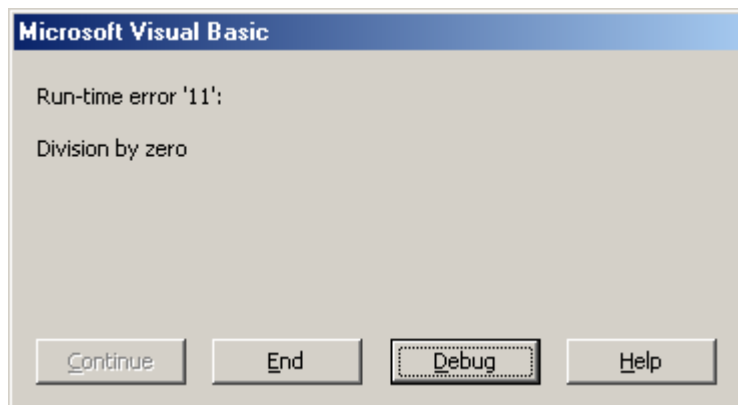 Microsoft Visual Basic
Run-time error '11':
Division by zero
Continue End Debug Help